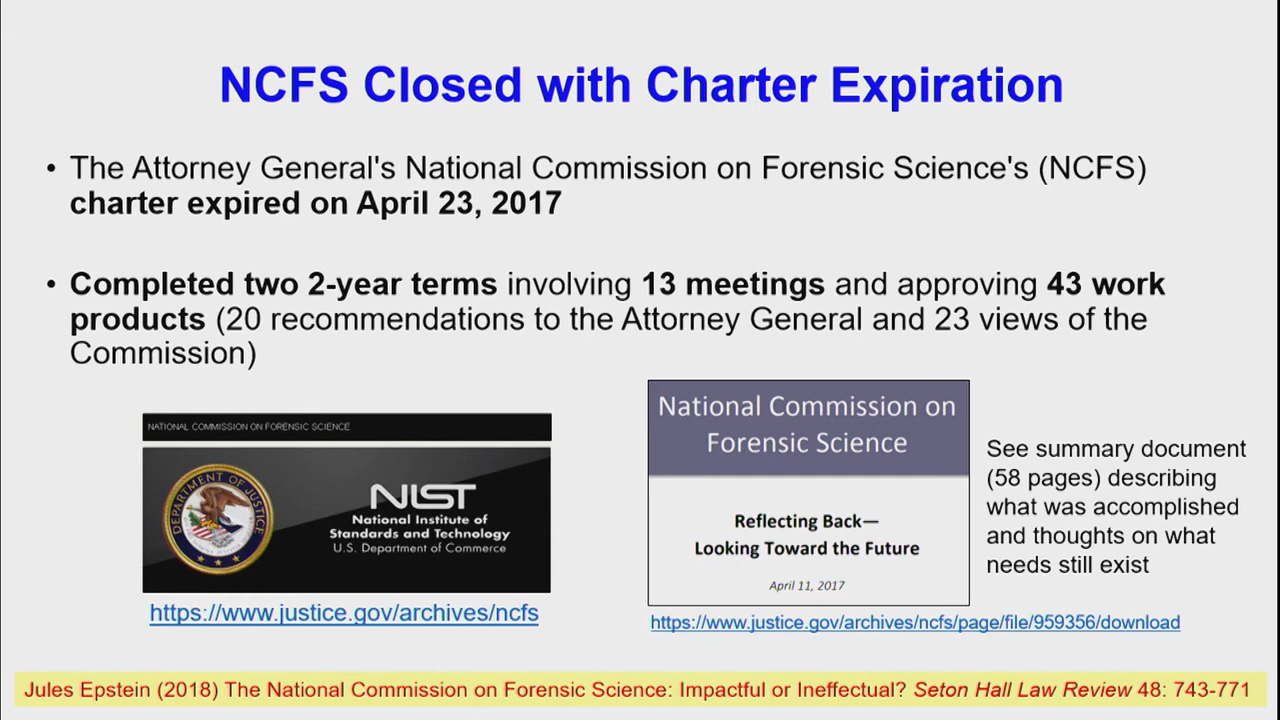 NCFS Closed with Charter Expiration
• The Attorney General's National Commission on Forensic Science's (NCFS)
charter expired on April 23, 2017
• Completed two 2-year terms involving 13 meetings and approving 43 work
products (20 recommendations to the Attorney General and 23 views of the
Commission)
NATIONAL COMMISSION ON FORENSIC SCIENCE
DEPARTMENT OF JUSTICE
NIST
National Institute of
Standards and Technology
U.S. Department of Commerce
https://www.justice.gov/archives/ncfs
National Commission on
Forensic Science
Reflecting Back—
Looking Toward the Future
April 11, 2017
https://www.justice.gov/archives/ncfs/page/file/959356/download
See summary document
(58 pages) describing
what was accomplished
and thoughts on what
needs still exist
Jules Epstein (2018) The National Commission on Forensic Science: Impactful or Ineffectual? Seton Hall Law Review 48: 743-771